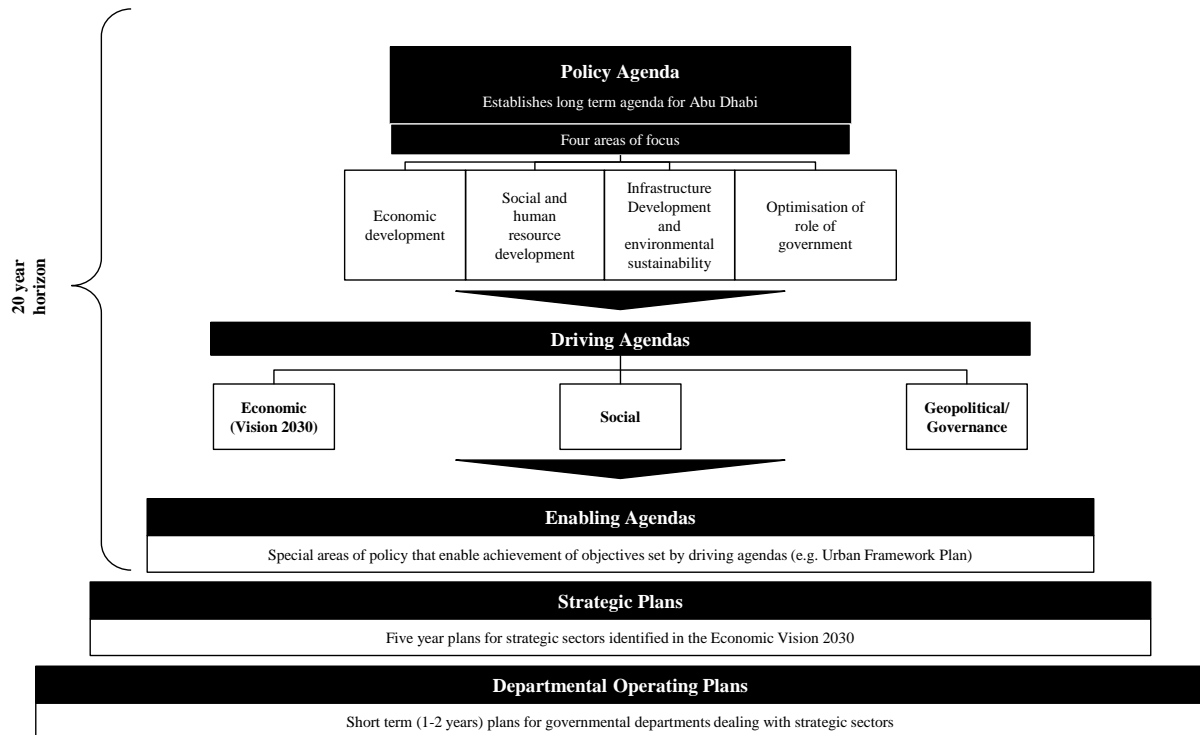 Policy Agenda
Establishes long term agenda for Abu Dhabi
Four areas of focus
Economic
development
Social and
human
resource
development
Infrastructure
Development
and
environmental
sustainability
Optimisation of
role of
government
20 year
horizon
Driving Agendas
Economic
(Vision 2030)
Social
Geopolitical/
Governance
Enabling Agendas
Special areas of policy that enable achievement of objectives set by driving agendas (e.g. Urban Framework Plan)
Strategic Plans
Five year plans for strategic sectors identified in the Economic Vision 2030
Departmental Operating Plans
Short term (1-2 years) plans for governmental departments dealing with strategic sectors